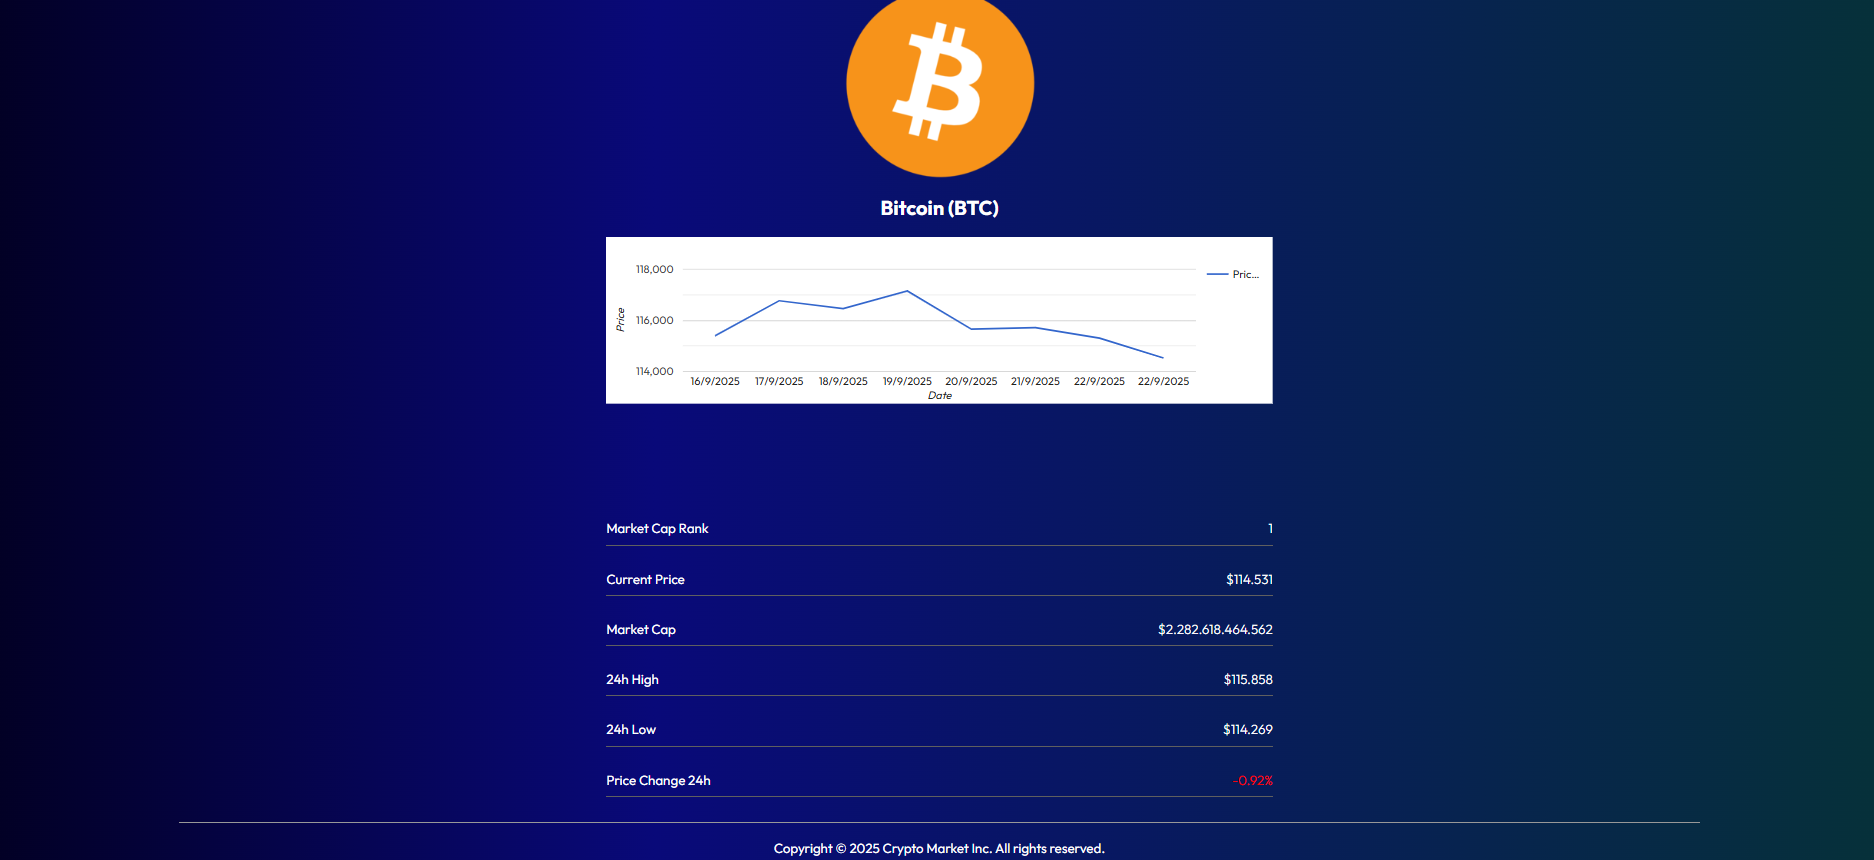 Bitcoin (BTC)
118,000
Pric...
116,000
Price
114,000
16/9/2025 17/9/2025 18/9/2025 19/9/2025 20/9/2025 21/9/2025 22/9/2025 22/9/2025
Date
Market Cap Rank 1
Current Price $114.531
Market Cap $2.282.618.464.562
24h High $115.858
24h Low $114.269
Price Change 24h -0.92%
Copyright © 2025 Crypto Market Inc. All rights reserved.